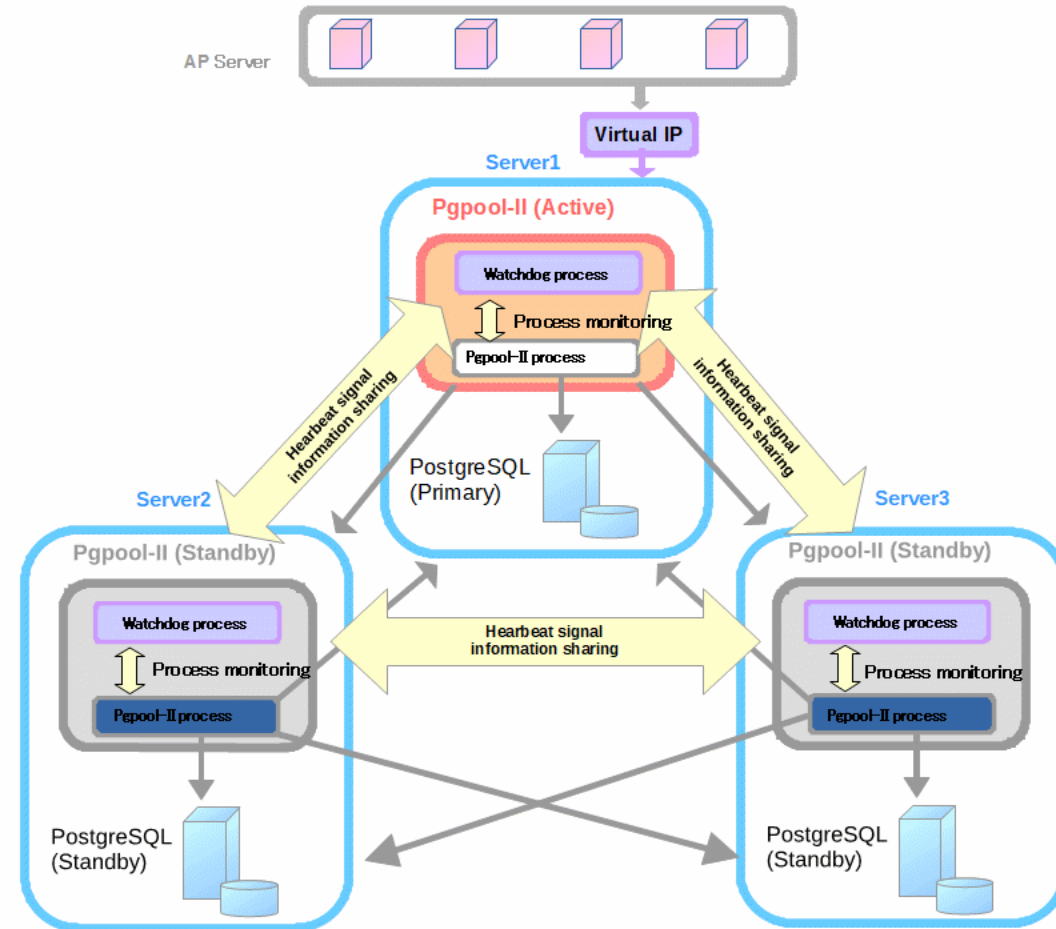 AP Server
Virtual IP
Server1
Pgpool-II (Active)
Watchdog process
Process monitoring
Pgpool-II process
Hearbeat signal
information sharing
Hearbeat signal
information sharing
PostgreSQL
(Primary)
Server2
Server3
Pgpool-II (Standby)
Pgpool-II (Standby)
Watchdog process
Process monitoring
Pgpool-II process
Hearbeat signal
information sharing
Watchdog process
Process monitoring
Pgpool-II process
PostgreSQL
(Standby)
PostgreSQL
(Standby)